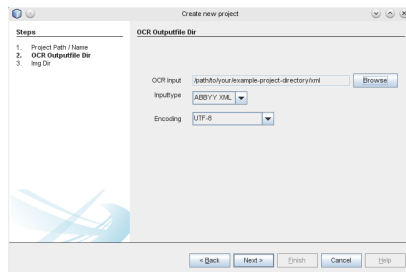 Create new project
Steps
1. Project Path / Name
2. OCR Outputfile Dir
3. Img Dir
OCR Outputfile Dir
OCR Input /path/to/your/example-project-directory/xml Browse
Inputtype ABBYY XML
Encoding UTF-8
< Back Next > Finish Cancel Help